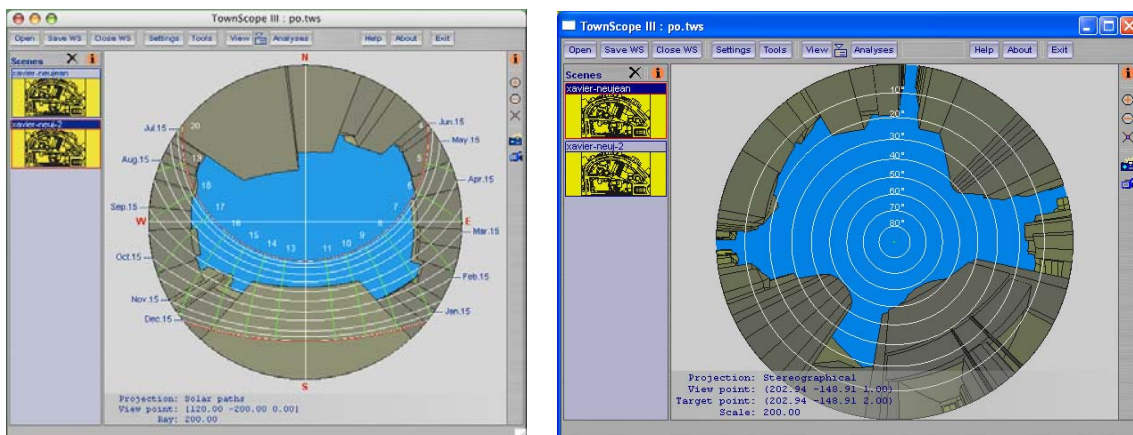 TownScope III : po.tws
Open Save WS Close WS Settings Tools View Analyses Help About Exit
Scenes
xavier-neujean
xavier-neuj-2
N
Jul.15 20 4 Jun.15
May.15
Aug.15 19 5
Apr.15
18 6
Sep.15 17 7
W 16 8 E
15 14 13 11 10 9
Mar.15
Oct.15
Feb.15
Nov.15
Jan.15
Dec.15
S
Projection: Solar paths
View point: [120.00 -200.00 0.00]
Ray: 200.00
TownScope III : po.tws
Open Save WS Close WS Settings Tools View Analyses Help About Exit
Scenes
xavier-neujean
xavier-neuj-2
10°
20°
30°
40°
50°
60°
70°
80°
Projection: Stereographical
View point: (202.94 -148.91 1.00)
Target point: (202.94 -148.91 2.00)
Scale: 200.00